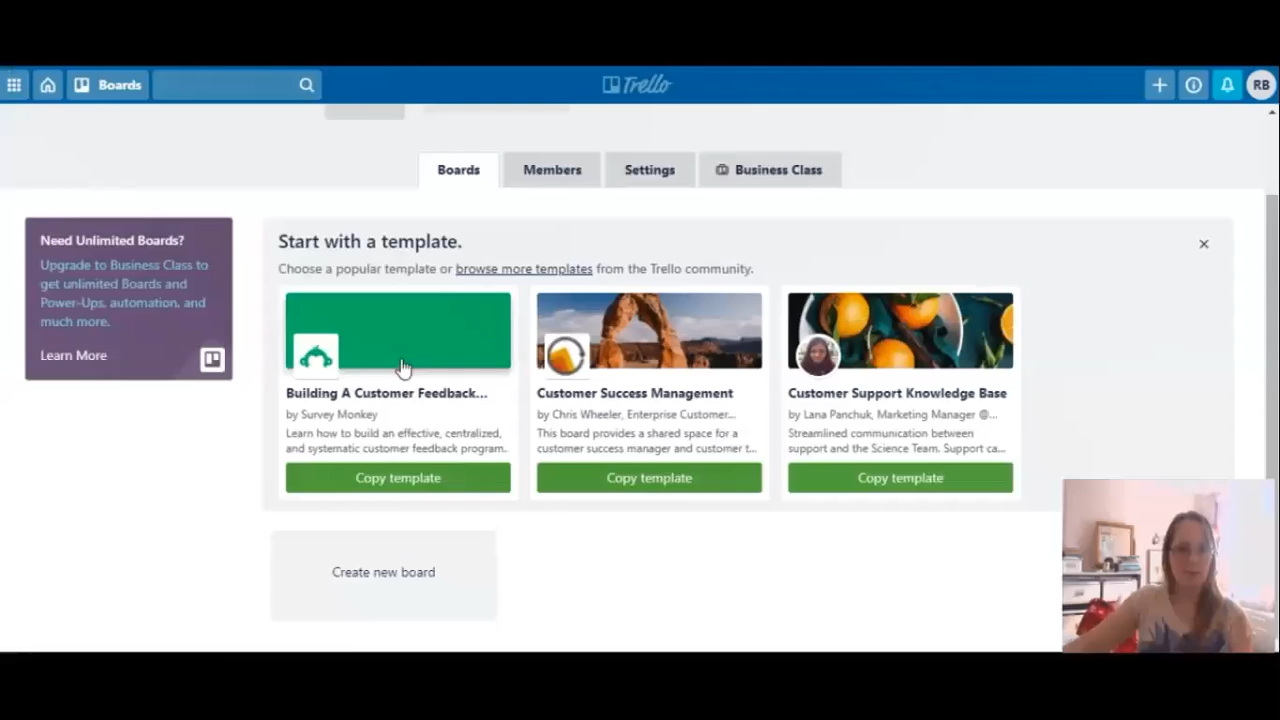 Boards
Trello
RB
Boards
Members
Settings
Business Class
Need Unlimited Boards?
Upgrade to Business Class to
get unlimited Boards and
Power-Ups, automation, and
much more.
Learn More
Start with a template.
Choose a popular template or browse more templates from the Trello community.
Building A Customer Feedback...
by Survey Monkey
Learn how to build an effective, centralized,
and systematic customer feedback program.
Copy template
Customer Success Management
by Chris Wheeler, Enterprise Customer...
This board provides a shared space for a
customer success manager and customer t...
Copy template
Customer Support Knowledge Base
by Lana Panchuk, Marketing Manager @...
Streamlined communication between
support and the Science Team. Support ca...
Copy template
Create new board